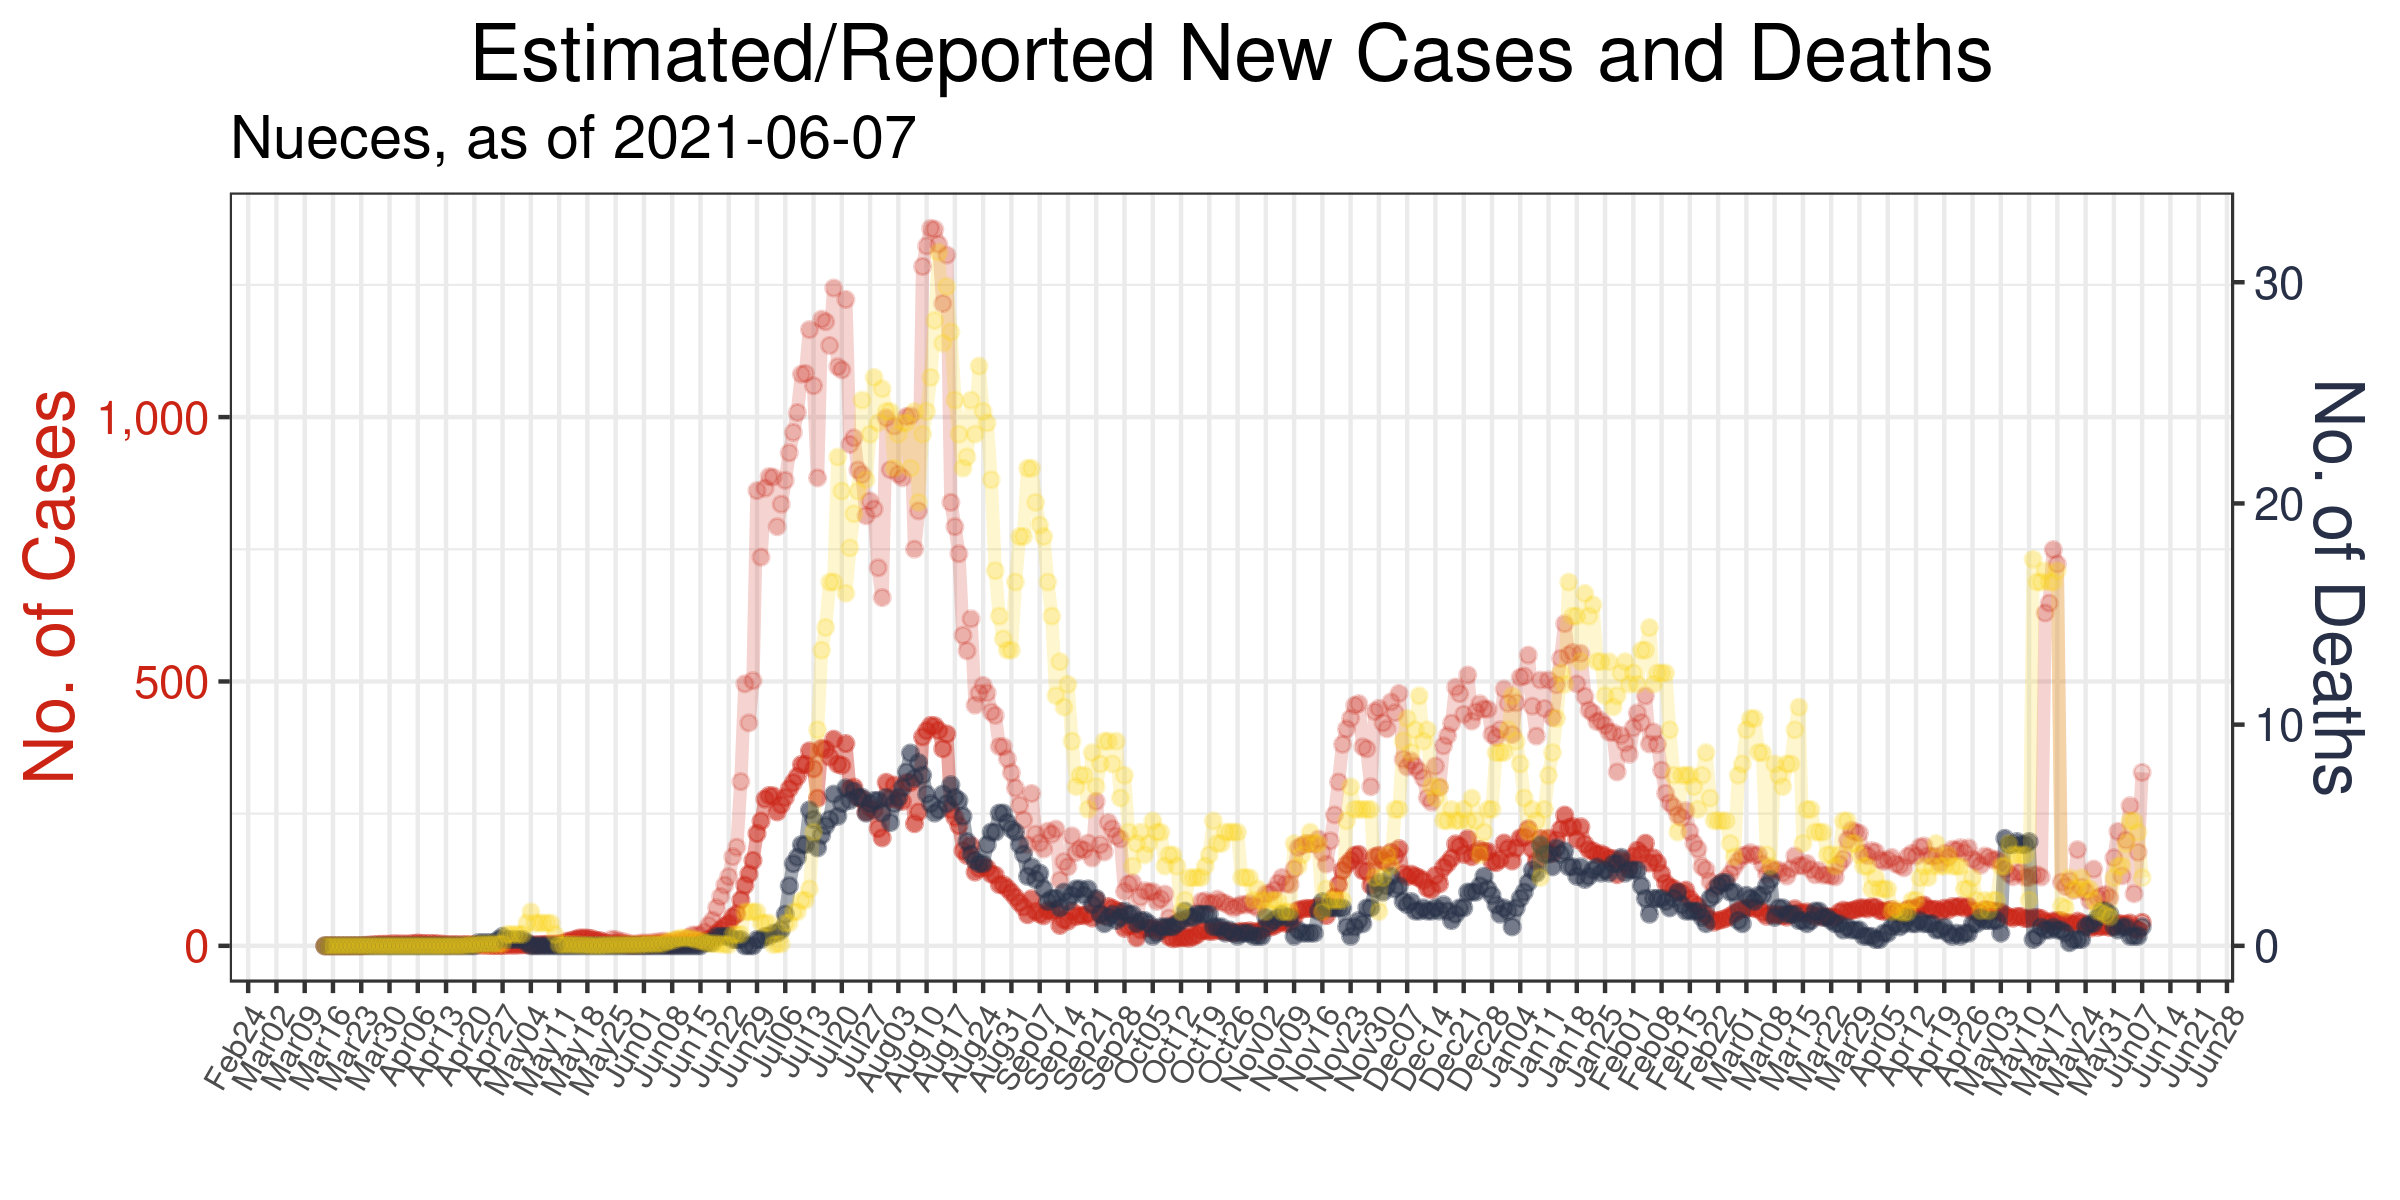 Estimated/Reported New Cases and Deaths
Nueces, as of 2021-06-07
No. of Cases
1,000
500
0
No. of Deaths
30
20
10
0
Feb24
Mar02
Mar09
Mar16
Mar23
Mar30
Apr06
Apr13
Apr20
Apr27
May04
May11
May18
May25
Jun01
Jun08
Jun15
Jun22
Jun29
Jul06
Jul13
Jul20
Jul27
Aug03
Aug10
Aug17
Aug24
Aug31
Sep07
Sep14
Sep21
Sep28
Oct05
Oct12
Oct19
Oct26
Nov02
Nov09
Nov16
Nov23
Nov30
Dec07
Dec14
Dec21
Dec28
Jan04
Jan11
Jan18
Jan25
Feb01
Feb08
Feb15
Feb22
Mar01
Mar08
Mar15
Mar22
Mar29
Apr05
Apr12
Apr19
Apr26
May03
May10
May17
May24
May31
Jun07
Jun14
Jun21
Jun28